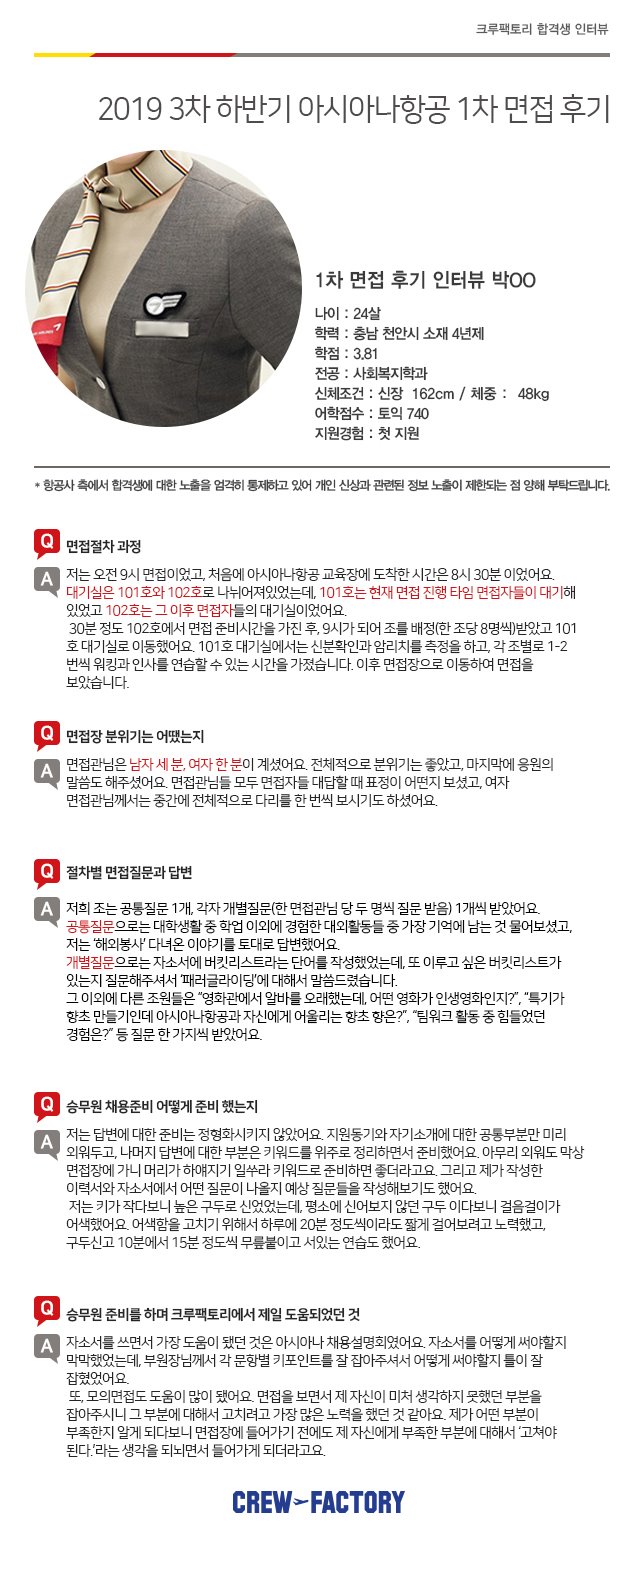 크루팩토리 합격생 인터뷰
2019 3차 하반기 아시아나항공 1차 면접 후기
1차 면접 후기 인터뷰 박OO
나이 : 24살
학력 : 충남 천안시 소재 4년제
학점 : 3.81
전공 : 사회복지학과
신체조건 : 신장 162cm / 체중 : 48kg
어학점수 : 토익 740
지원경험 : 첫 지원
* 항공사 측에서 합격생에 대한 노출을 엄격히 통제하고 있어 개인 신상과 관련된 정보 노출이 제한되는 점 양해 부탁드립니다.
Q 면접절차 과정
A 저는 오전 9시 면접이었고, 처음에 아시아나항공 교육장에 도착한 시간은 8시 30분 이었어요.
대기실은 101호와 102호로 나뉘어져있었는데, 101호는 현재 면접 진행 타임 면접자들이 대기해
있었고 102호는 그 이후 면접자들의 대기실이었어요.
30분 정도 102호에서 면접 준비시간을 가진 후, 9시가 되어 조를 배정(한 조당 8명씩)받았고 101
호 대기실로 이동했어요. 101호 대기실에서는 신분확인과 암리치를 측정을 하고, 각 조별로 1-2
번씩 워킹과 인사를 연습할 수 있는 시간을 가졌습니다. 이후 면접장으로 이동하여 면접을
보았습니다.
Q 면접장 분위기는 어땠는지
A 면접관님은 남자 세 분, 여자 한 분이 계셨어요. 전체적으로 분위기는 좋았고, 마지막에 응원의
말씀도 해주셨어요. 면접관님들 모두 면접자들 대답할 때 표정이 어떤지 보셨고, 여자
면접관님께서는 중간에 전체적으로 다리를 한 번씩 보시기도 하셨어요.
Q 절차별 면접질문과 답변
A 저희 조는 공통질문 1개, 각자 개별질문(한 면접관님 당 두 명씩 질문 받음) 1개씩 받았어요.
공통질문으로는 대학생활 중 학업 이외에 경험한 대외활동들 중 가장 기억에 남는 것 물어보셨고,
저는 ‘해외봉사’ 다녀온 이야기를 토대로 답변했어요.
개별질문으로는 자소서에 버킷리스트라는 단어를 작성했었는데, 또 이루고 싶은 버킷리스트가
있는지 질문해주셔서 ‘패러글라이딩’에 대해서 말씀드렸습니다.
그 이외에 다른 조원들은 “영화관에서 알바를 오래했는데, 어떤 영화가 인생영화인지?”, “특기가
향초 만들기인데 아시아나항공과 자신에게 어울리는 향초 향은?”, “팀워크 활동 중 힘들었던
경험은?” 등 질문 한 가지씩 받았어요.
Q 승무원 채용준비 어떻게 준비 했는지
A 저는 답변에 대한 준비는 정형화시키지 않았어요. 지원동기와 자기소개에 대한 공통부분만 미리
외워두고, 나머지 답변에 대한 부분은 키워드를 위주로 정리하면서 준비했어요. 아무리 외워도 막상
면접장에 가니 머리가 하얘지기 일쑤라 키워드로 준비하면 좋더라고요. 그리고 제가 작성한
이력서와 자소서에서 어떤 질문이 나올지 예상 질문들을 작성해보기도 했어요.
저는 키가 작다보니 높은 구두로 신었었는데, 평소에 신어보지 않던 구두 이다보니 걸음걸이가
어색했어요. 어색함을 고치기 위해서 하루에 20분 정도씩이라도 짧게 걸어보려고 노력했고,
구두신고 10분에서 15분 정도씩 무릎붙이고 서있는 연습도 했어요.
Q 승무원 준비를 하며 크루팩토리에서 제일 도움되었던 것
A 자소서를 쓰면서 가장 도움이 됐던 것은 아시아나 채용설명회였어요. 자소서를 어떻게 써야할지
막막했었는데, 부원장님께서 각 문항별 키포인트를 잘 잡아주셔서 어떻게 써야할지 틀이 잘
잡혔었어요.
또, 모의면접도 도움이 많이 됐어요. 면접을 보면서 제 자신이 미처 생각하지 못했던 부분을
잡아주시니 그 부분에 대해서 고치려고 가장 많은 노력을 했던 것 같아요. 제가 어떤 부분이
부족한지 알게 되다보니 면접장에 들어가기 전에도 제 자신에게 부족한 부분에 대해서 ‘고쳐야
된다.’라는 생각을 되뇌면서 들어가게 되더라고요.
CREW FACTORY